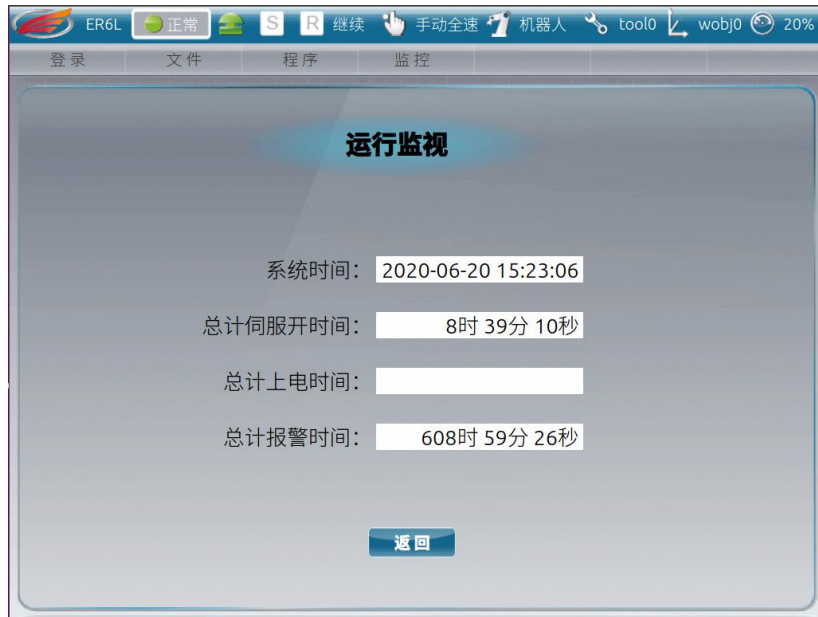 ER6L 正常 S R 继续 手动全速 机器人 tool0 wobj0 20%
登录 文件 程序 监控
运行监视
系统时间： 2020-06-20 15:23:06
总计伺服开时间： 8时 39分 10秒
总计上电时间：
总计报警时间： 608时 59分 26秒
返回